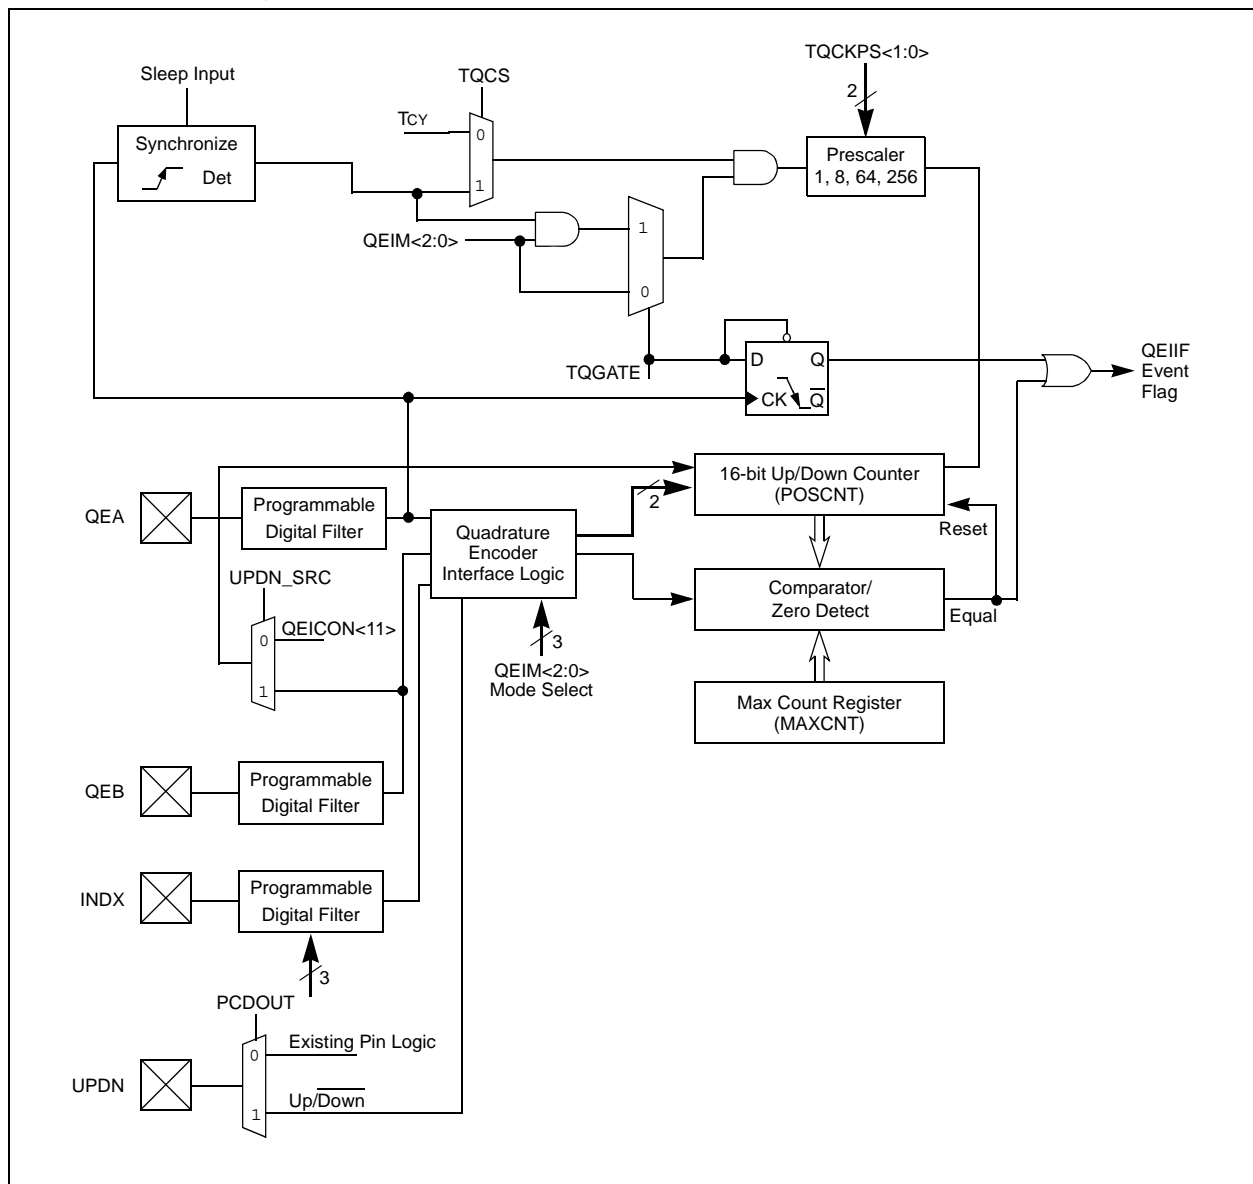 TQCKPS<1:0>
Sleep Input
TQCS
2
TCY
0
Synchronize
Det
1
Prescaler
1, 8, 64, 256
QEIM<2:0>
1
0
TQGATE
D
Q
CK
Q
QEIIF
Event
Flag
16-bit Up/Down Counter
(POSCNT)
2
QEA
Programmable
Digital Filter
Quadrature
Encoder
Interface Logic
Reset
UPDN_SRC
0
QEICON<11>
1
Comparator/
Zero Detect
Equal
3
QEIM<2:0>
Mode Select
Max Count Register
(MAXCNT)
QEB
Programmable
Digital Filter
INDX
Programmable
Digital Filter
3
PCDOUT
0
Existing Pin Logic
UPDN
1
Up/Down